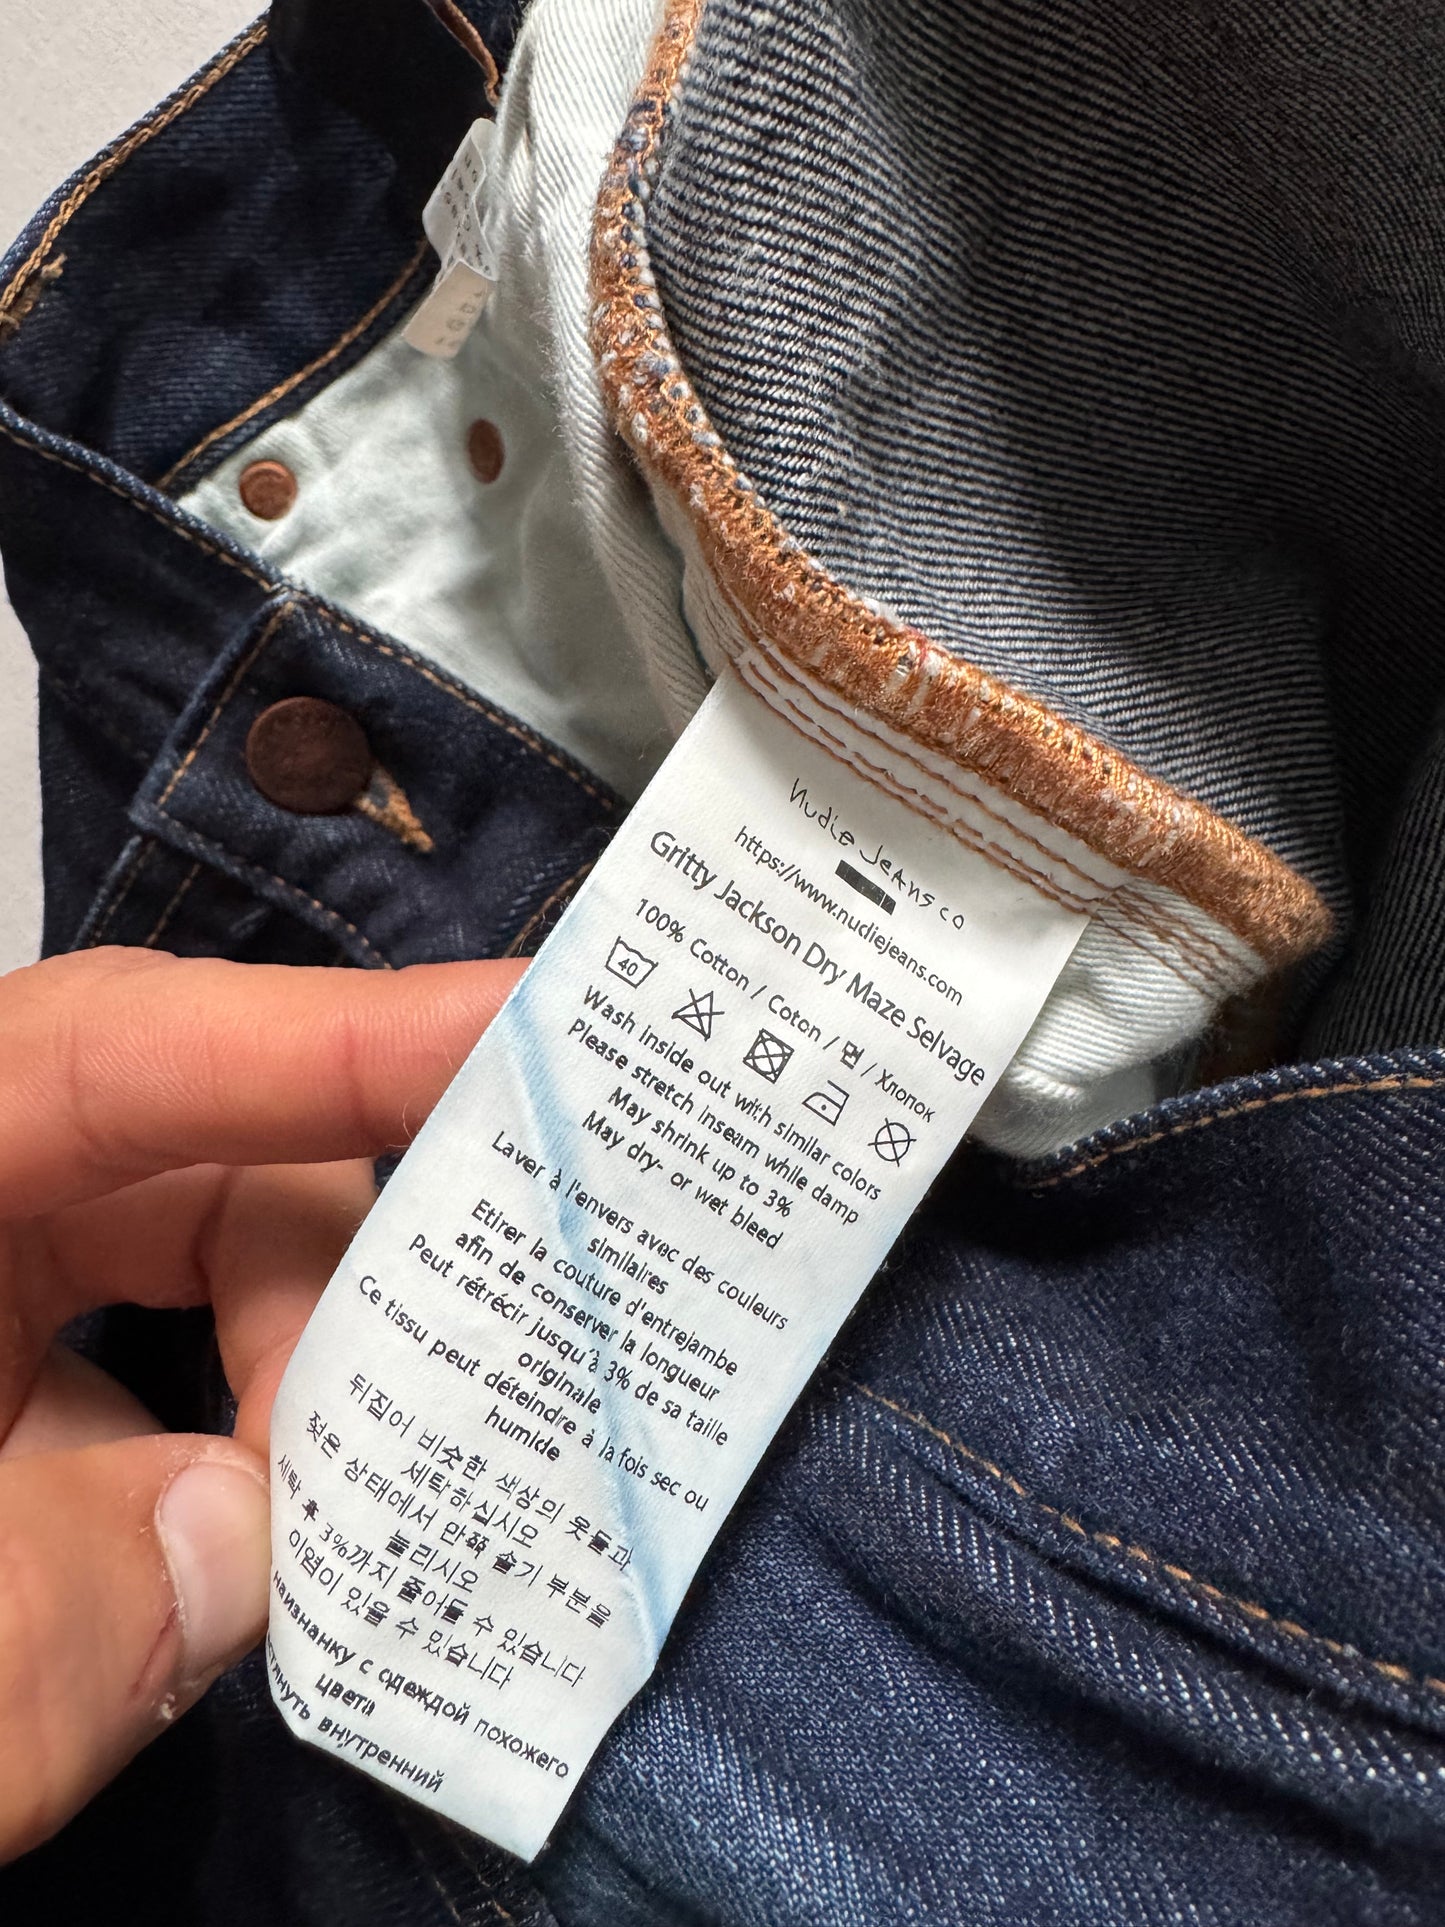 Nudie Jeans co
https://www.nudiejeans.com
Gritty Jackson Dry Maze Selvage
100% Cotton / Coton / 면 / Хлопок
40
Wash inside out with similar colors
Please stretch inseam while damp
May shrink up to 3%
May dry- or wet bleed
Laver à l'envers avec des couleurs
similaires
Etirer la couture d'entrejambe
afin de conserver la longueur
Peut rétrécir jusqu'à 3% de sa taille
originale
Ce tissu peut déteindre à la fois sec ou
humide
뒤집어 비슷한 색상의 옷들과
세탁하십시오
젖은 상태에서 안쪽 솔기 부분을
늘리시오
세탁 후 3%까지 줄어들 수 있습니다
이염이 있을 수 있습니다
наизнанку с одеждой похожего
цвета
внутренний